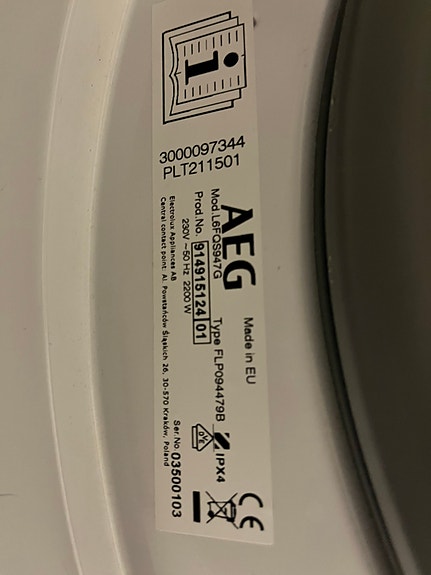 3000097344
PLT211501
AEG
Made in EU
Mod.L6FQS947G
Type FLP094479B
Prod.No. 914915124 01
230V ~50 Hz 2200 W
IPX4
CE
Electrolux Appliances AB
Central contact point: Al. Powstańców Śląskich 26, 30-570 Kraków, Poland
Ser.No. 03500103